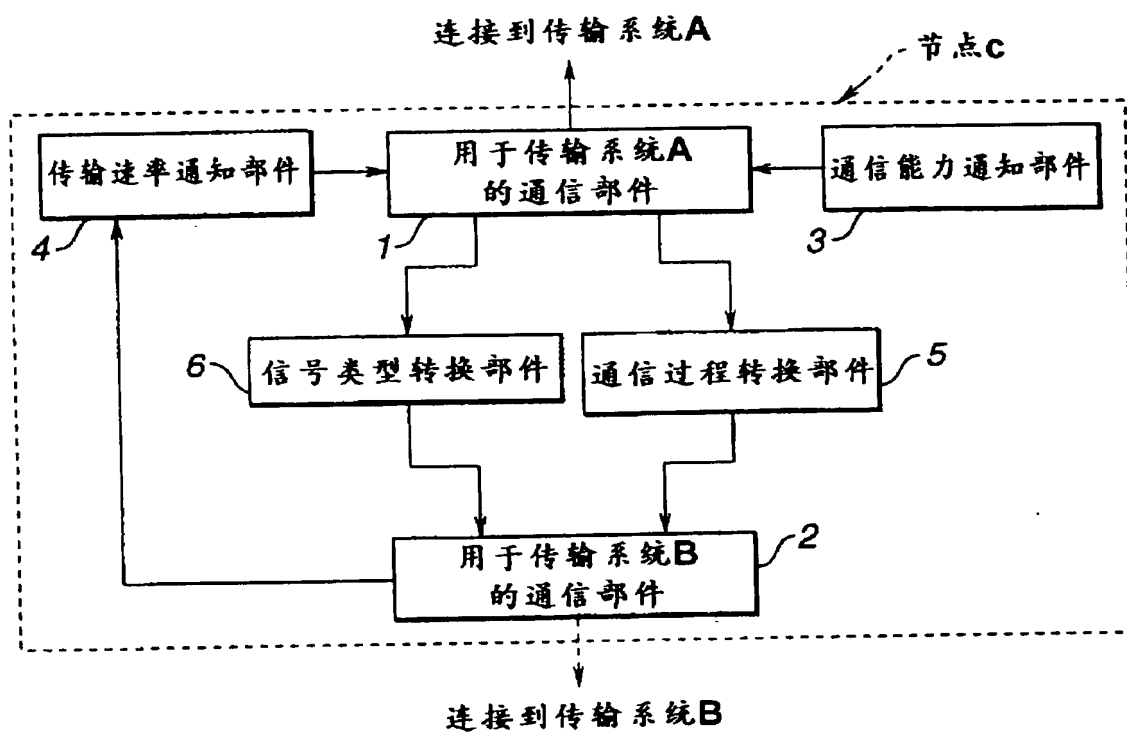 连接到传输系统A
节点c
传输速率通知部件
用于传输系统A
的通信部件
通信能力通知部件
4
1
3
6
信号类型转换部件
通信过程转换部件
5
用于传输系统B
的通信部件
2
连接到传输系统B